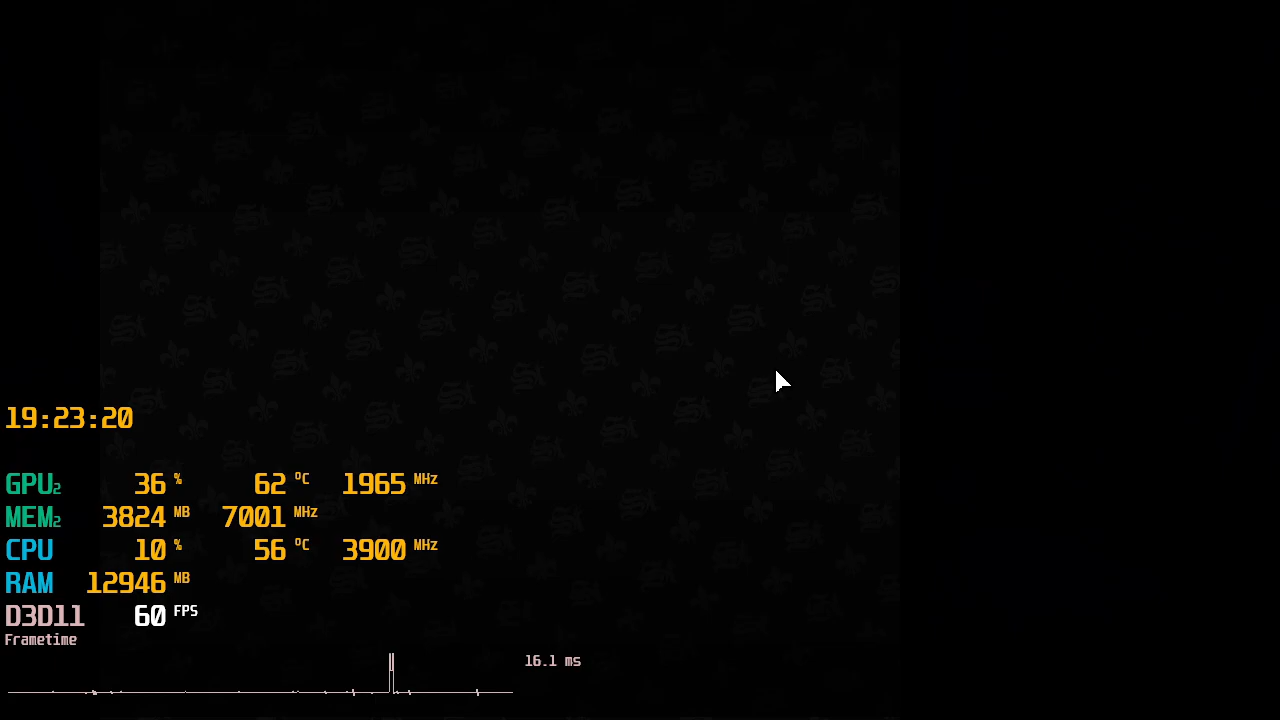 19:23:20
GPU2 36 % 62 °C 1965 MHz
MEM2 3824 MB 7001 MHz
CPU 10 % 56 °C 3900 MHz
RAM 12946 MB
D3D11 60 FPS
Frametime
16.1 ms